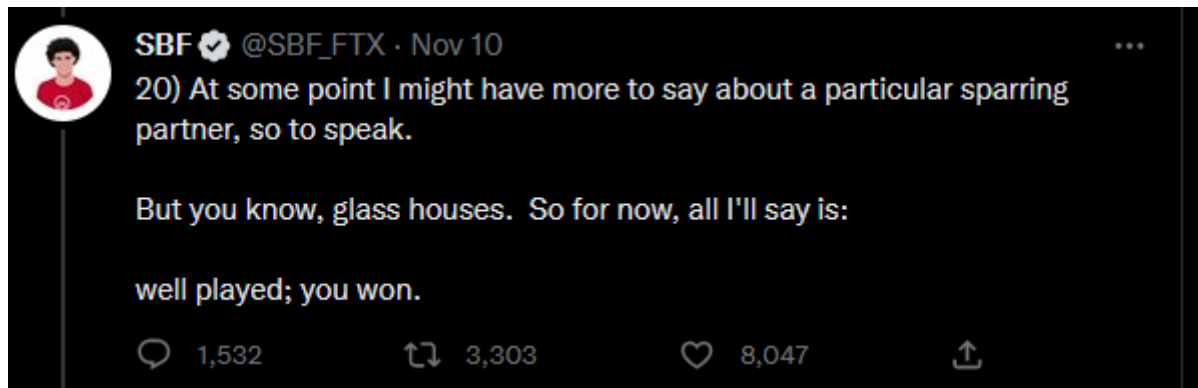 SBF @SBF_FTX · Nov 10
20) At some point I might have more to say about a particular sparring
partner, so to speak.
But you know, glass houses.  So for now, all I'll say is:
well played; you won.
1,532 3,303 8,047